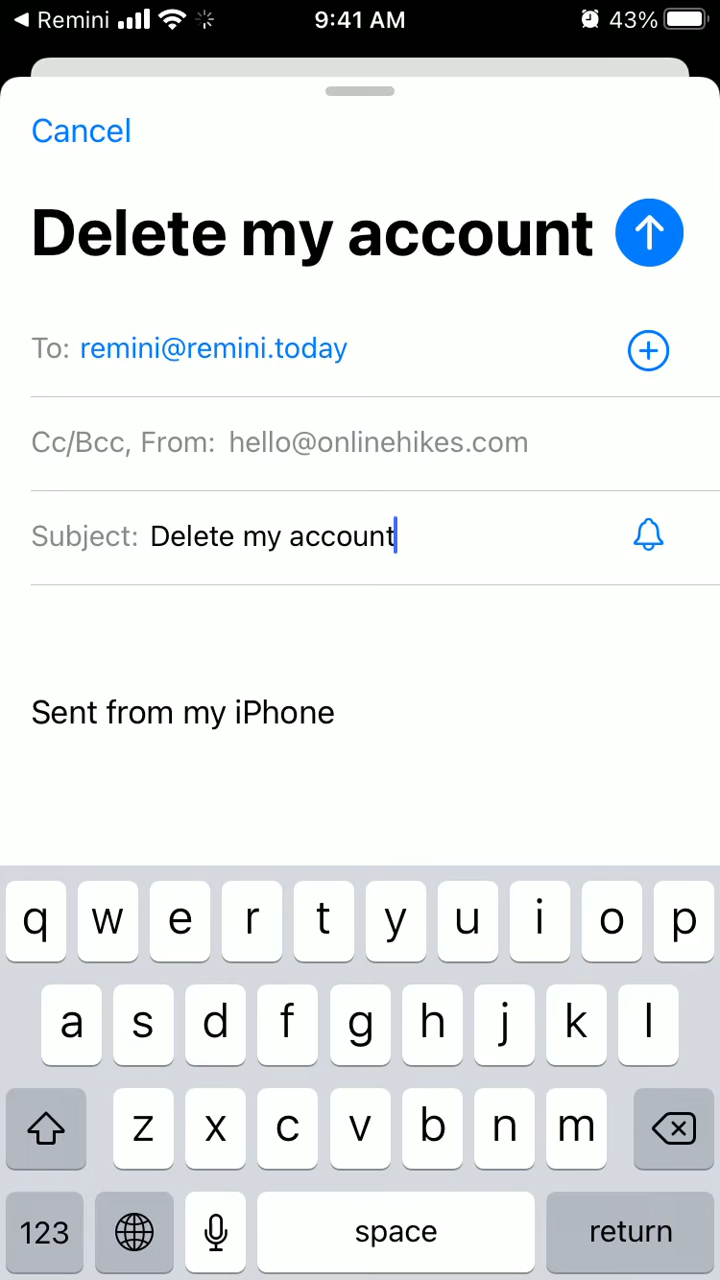 Remini 9:41 AM 43%
Cancel
Delete my account
To: remini@remini.today
Cc/Bcc, From: hello@onlinehikes.com
Subject: Delete my account
Sent from my iPhone
q w e r t y u i o p
a s d f g h j k l
z x c v b n m
123 space return